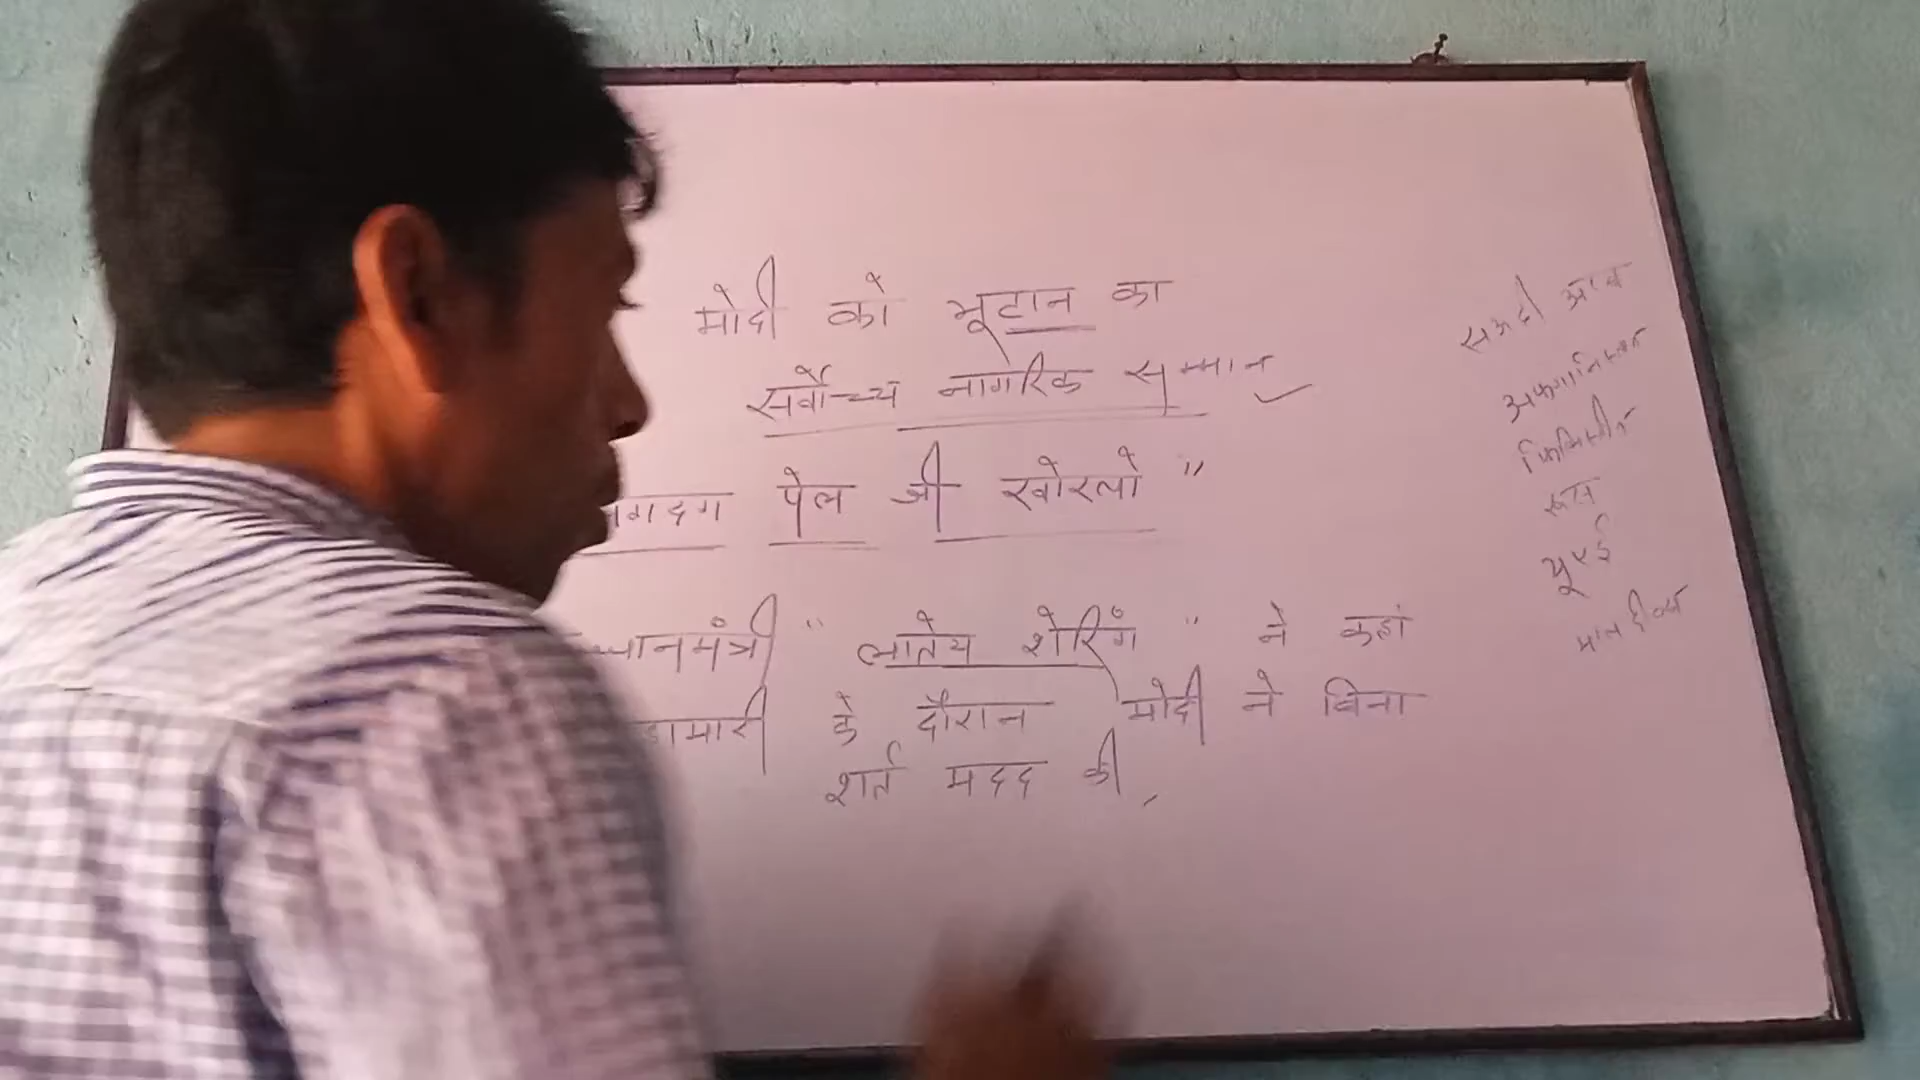 मोदी को भूटान का
सर्वोच्च नागरिक सम्मान
पेल जी खोरलो "
" लोतेय शेरिंग " ने कहां
के दौरान मोदी ने बिना
शर्त मदद की,
सऊदी अरब
अफगानिस्तान
रूस
यूएई
मालदीव